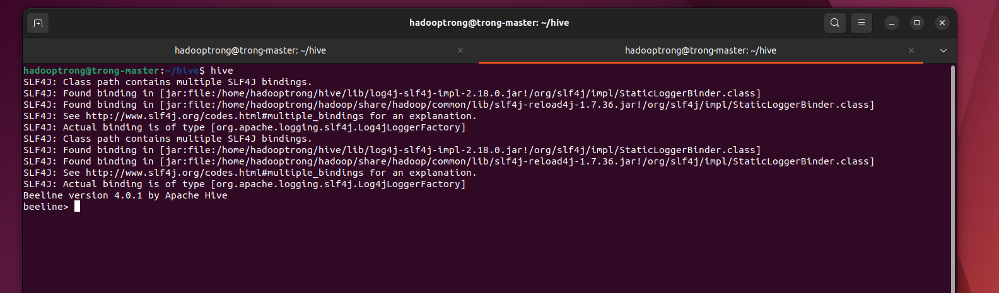 hadooptrong@trong-master: ~/hive
hadooptrong@trong-master: ~/hive
hadooptrong@trong-master: ~/hive
hadooptrong@trong-master:~/hive$ hive
SLF4J: Class path contains multiple SLF4J bindings.
SLF4J: Found binding in [jar:file:/home/hadooptrong/hive/lib/log4j-slf4j-impl-2.18.0.jar!/org/slf4j/impl/StaticLoggerBinder.class]
SLF4J: Found binding in [jar:file:/home/hadooptrong/hadoop/share/hadoop/common/lib/slf4j-reload4j-1.7.36.jar!/org/slf4j/impl/StaticLoggerBinder.class]
SLF4J: See http://www.slf4j.org/codes.html#multiple_bindings for an explanation.
SLF4J: Actual binding is of type [org.apache.logging.slf4j.Log4jLoggerFactory]
SLF4J: Class path contains multiple SLF4J bindings.
SLF4J: Found binding in [jar:file:/home/hadooptrong/hive/lib/log4j-slf4j-impl-2.18.0.jar!/org/slf4j/impl/StaticLoggerBinder.class]
SLF4J: Found binding in [jar:file:/home/hadooptrong/hadoop/share/hadoop/common/lib/slf4j-reload4j-1.7.36.jar!/org/slf4j/impl/StaticLoggerBinder.class]
SLF4J: See http://www.slf4j.org/codes.html#multiple_bindings for an explanation.
SLF4J: Actual binding is of type [org.apache.logging.slf4j.Log4jLoggerFactory]
Beeline version 4.0.1 by Apache Hive
beeline>